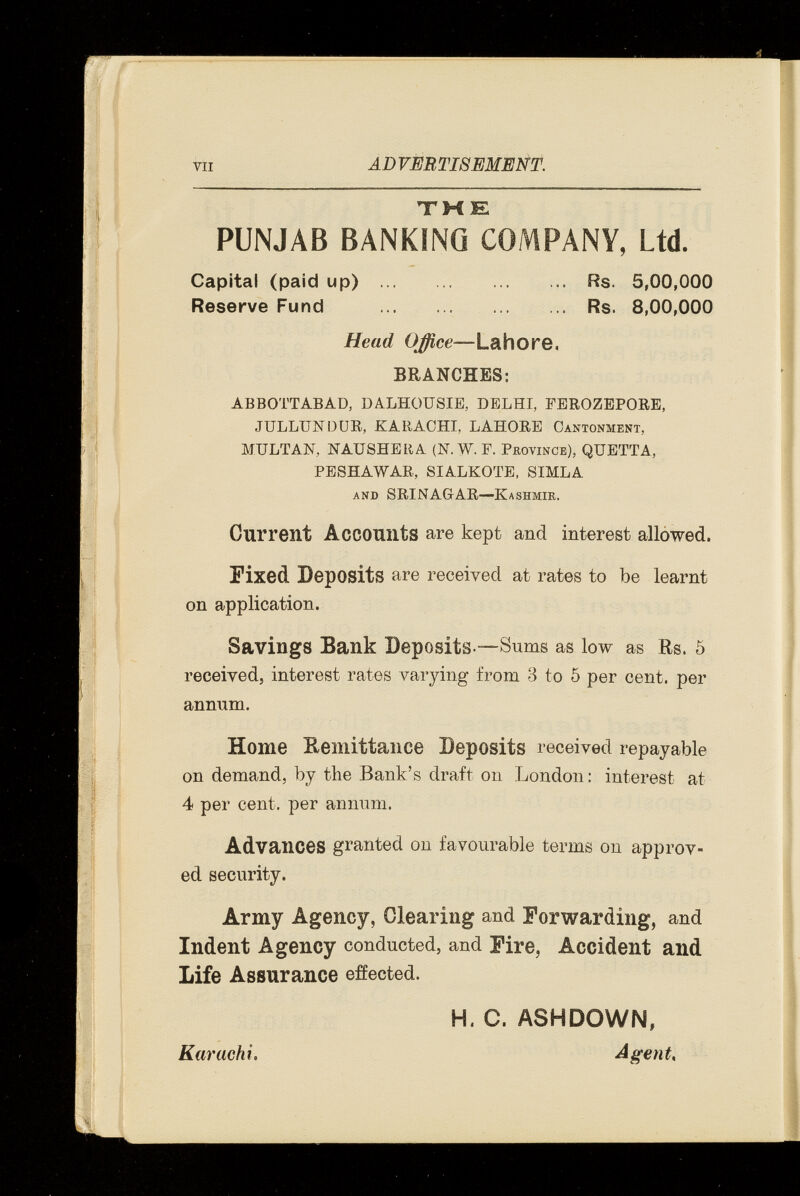 VII ADVERTISEMENT.
THE
PUNJAB BANKING COMPANY, Ltd.
Capital (paid up) ... ... ... ... Rs. 5,00,000
Reserve Fund ... ... ... ... Rs. 8,00,000
Head Office—Lahore.
BRANCHES:
ABBOTTABAD, DALHOUSIE, DELHI, FEROZEPORE,
JULLUNDUR, KARACHI, LAHORE CANTONMENT,
MULTAN, NAUSHERA (N. W. F. PROVINCE), QUETTA,
PESHAWAR, SIALKOTE, SIMLA
AND SRINAGAR—KASHMIR.
Current Accounts are kept and interest allowed.
Fixed Deposits are received at rates to be learnt
on application.
Savings Bank Deposits.—Sums as low as Rs. 5
received, interest rates varying from 3 to 5 per cent. per
annum.
Home Remittance Deposits received repayable
on demand, by the Bank's draft on London: interest at
4 per cent. per annum.
Advances granted on favourable terms on approv-
ed security.
Army Agency, Clearing and Forwarding, and
Indent Agency conducted, and Fire, Accident and
Life Assurance effected.
H. C. ASHDOWN,
Karachi. Agent.